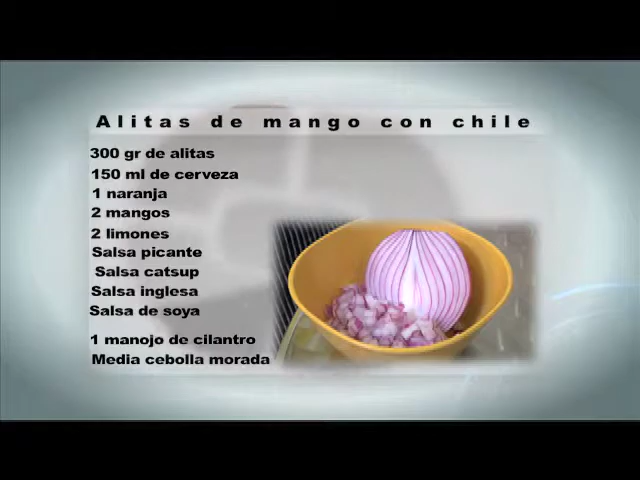 Alitas de mango con chile
300 gr de alitas
150 ml de cerveza
1 naranja
2 mangos
2 limones
Salsa picante
Salsa catsup
Salsa inglesa
Salsa de soya
1 manojo de cilantro
Media cebolla morada